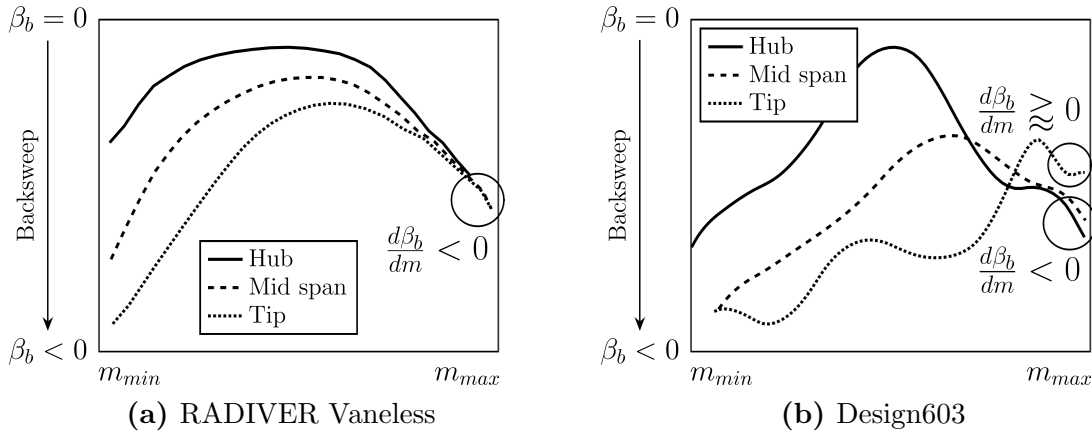 β_b = 0
Backsweep
β_b < 0
Hub
Mid span
Tip
dβ_b/dm < 0
m_min
m_max
(a) RADIVER Vaneless
β_b = 0
Backsweep
β_b < 0
Hub
Mid span
Tip
dβ_b/dm ⪆ 0
dβ_b/dm < 0
m_min
m_max
(b) Design603